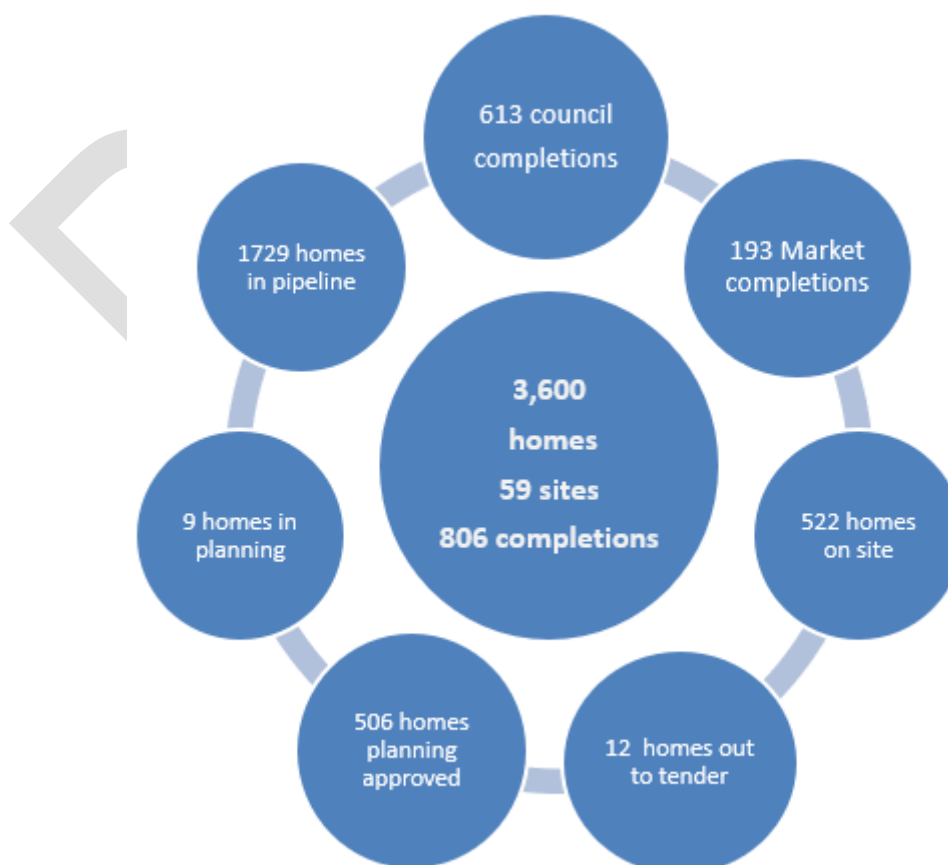 613 council
completions
193 Market
completions
522 homes
on site
12 homes out
to tender
506 homes
planning
approved
9 homes in
planning
1729 homes
in pipeline
3,600
homes
59 sites
806 completions